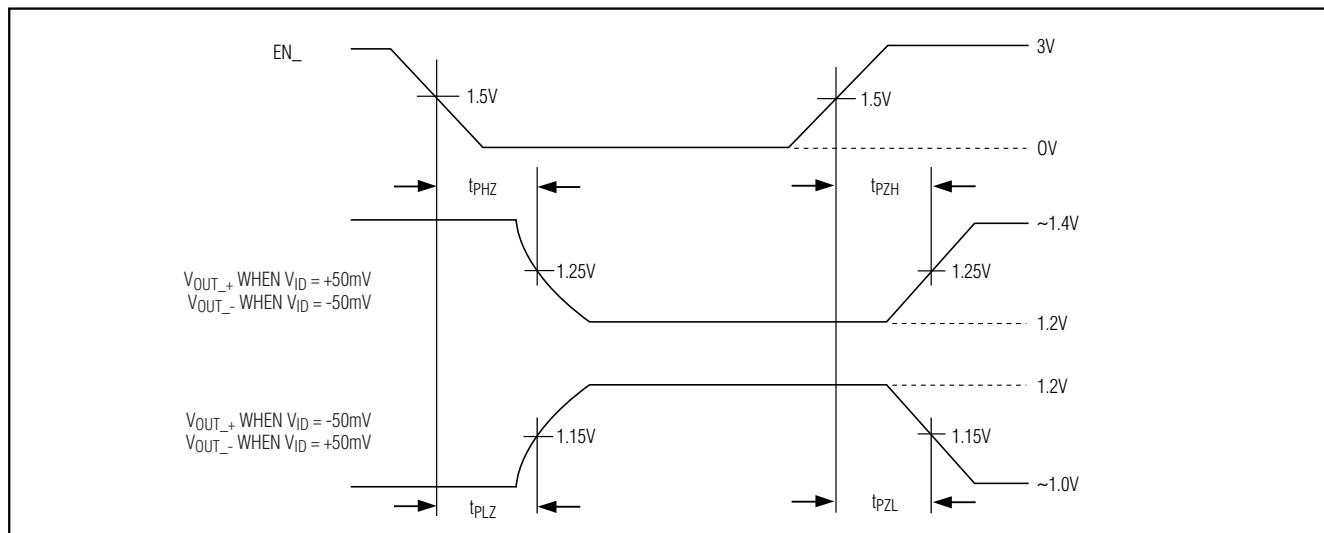 EN_
3V
1.5V
1.5V
0V
tPHZ
tPZH
~1.4V
1.25V
1.25V
VOUT_+ WHEN VID = +50mV
VOUT_- WHEN VID = -50mV
1.2V
1.2V
VOUT_+ WHEN VID = -50mV
VOUT_- WHEN VID = +50mV
1.15V
1.15V
~1.0V
tPLZ
tPZL